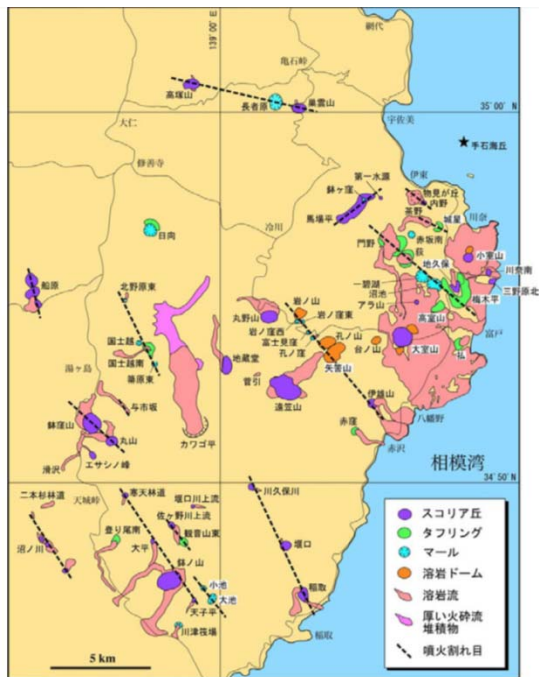 網代
139° 00′ E
亀石峠
高塚山
長者原
巣雲山
35° 00′ N
大仁
宇佐美
手石海丘
修善寺
伊東
第一水源
鉢ヶ窪
物見が丘
内野
川奈
馬場平
茅野
城星
冷川
日向
門野
荻
赤坂南
小室山
地久保
一碧湖
川奈南
沼池
梅木平
三野原北
アラ山
船原
北野原東
岩ノ山
丸野山
岩ノ窪東
高室山
富戸
岩ノ窪西
孔ノ山
富士見窪
国士越
孔ノ窪
台ノ山
大室山
払
国士越南
地蔵堂
矢筈山
湯ヶ島
菅引
遠笠山
伊雄山
与市坂
八幡野
鉢窪山
赤窪
丸山
カワゴ平
赤沢
エサシノ峰
滑沢
相模湾
34° 50′ N
二本杉林道
天城峠
寒天林道
堰口川上流
川久保川
佐ヶ野川上流
登り尾南
観音山東
沼ノ川
大平
堰口
鉢ノ山
小池
大池
稲取
天子平
川津筏場
稲取
スコリア丘
タフリング
マール
溶岩ドーム
溶岩流
厚い火砕流
堆積物
噴火割れ目
5 km